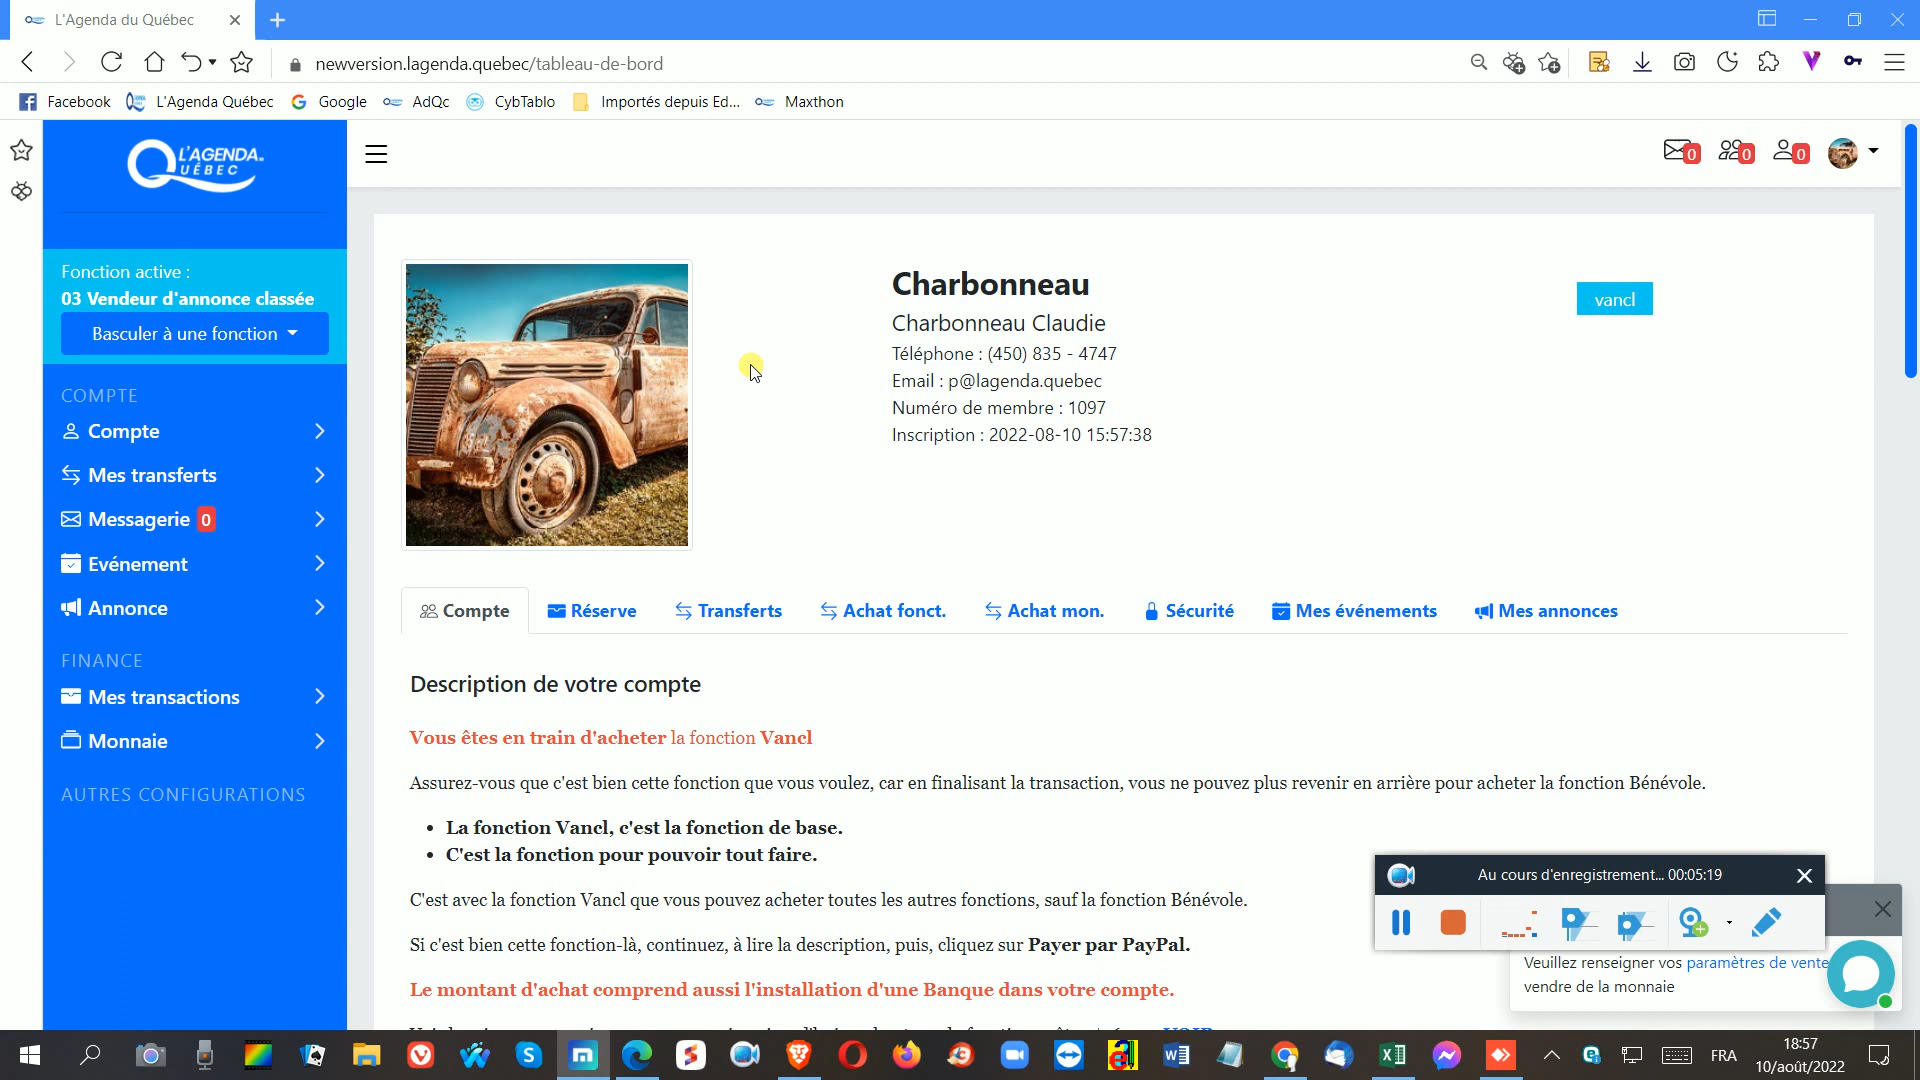 L'Agenda du Québec
newversion.lagenda.quebec/tableau-de-bord
Facebook
L'Agenda Québec
Google
AdQc
CybTablo
Importés depuis Ed...
Maxthon
L'AGENDA.
UÉBEC
0
0
0
Fonction active :
03 Vendeur d'annonce classée
Basculer à une fonction
COMPTE
Compte
Mes transferts
Messagerie 0
Evénement
Annonce
FINANCE
Mes transactions
Monnaie
AUTRES CONFIGURATIONS
Charbonneau
Charbonneau Claudie
Téléphone : (450) 835 - 4747
Email : p@lagenda.quebec
Numéro de membre : 1097
Inscription : 2022-08-10 15:57:38
vancl
Compte
Réserve
Transferts
Achat fonct.
Achat mon.
Sécurité
Mes événements
Mes annonces
Description de votre compte
Vous êtes en train d'acheter la fonction Vancl
Assurez-vous que c'est bien cette fonction que vous voulez, car en finalisant la transaction, vous ne pouvez plus revenir en arrière pour acheter la fonction Bénévole.
• La fonction Vancl, c'est la fonction de base.
• C'est la fonction pour pouvoir tout faire.
C'est avec la fonction Vancl que vous pouvez acheter toutes les autres fonctions, sauf la fonction Bénévole.
Si c'est bien cette fonction-là, continuez, à lire la description, puis, cliquez sur Payer par PayPal.
Le montant d'achat comprend aussi l'installation d'une Banque dans votre compte.
Au cours d'enregistrement... 00:05:19
Veuillez renseigner vos paramètres de vente
vendre de la monnaie
FRA
18:57
10/août/2022